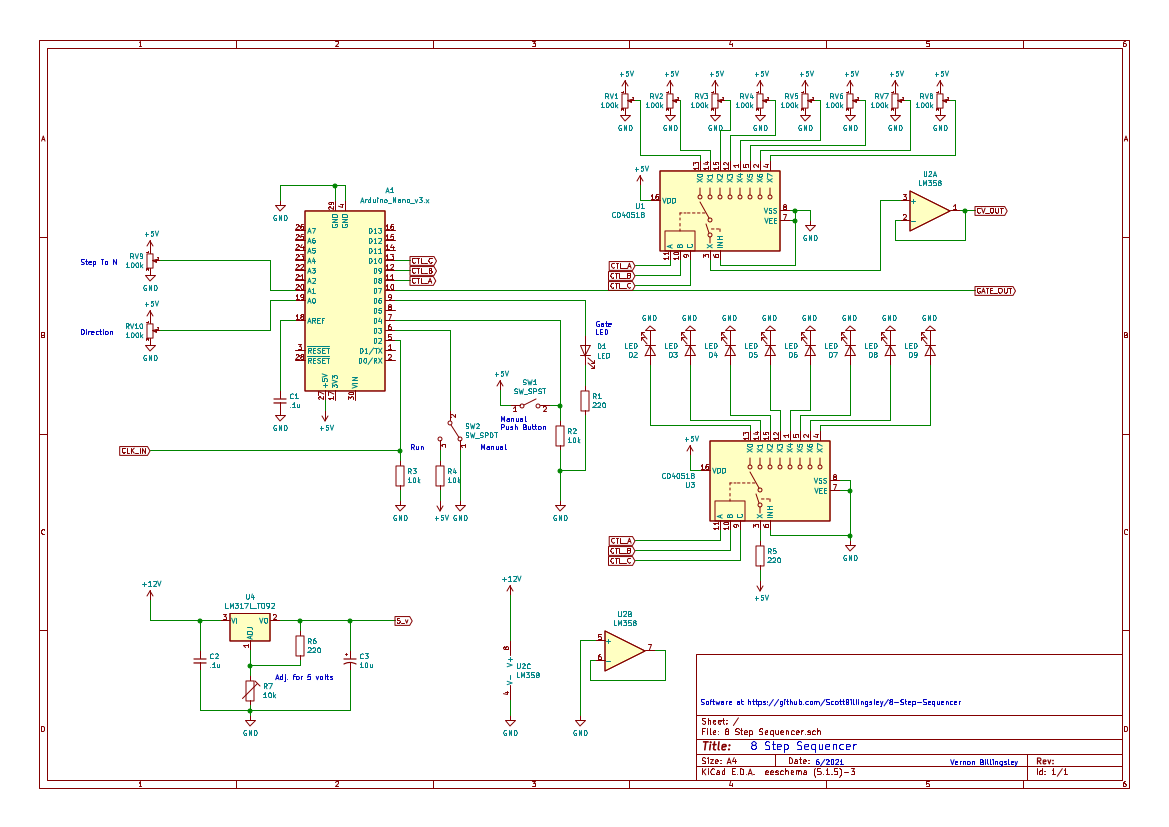 1 2 3 4 5 6
A A
B B
C C
D D
+5V +5V +5V +5V +5V +5V +5V +5V
RV1 RV2 RV3 RV4 RV5 RV6 RV7 RV8
100k 100k 100k 100k 100k 100k 100k 100k
GND GND GND GND GND GND GND GND
13 14 15 12 1 5 2 4
X0 X1 X2 X3 X4 X5 X6 X7
+5V
16 VDD
U1
CD4051B
VSS 8
VEE 7
GND
A B C X INH
11 10 9 3 6
CTL_A
CTL_B
CTL_C
U2A
LM358
3 +
2 -
1
CV_OUT
GATE_OUT
A1
Arduino_Nano_v3.x
GND
29 4
GND GND
26 A7
25 A6
24 A5
23 A4
22 A3
21 A2
20 A1
19 A0
18 AREF
3 RESET
28 RESET
D13 16
D12 15
D11 14
D10 13
D9 12
D8 11
D7 10
D6 9
D5 8
D4 7
D3 6
D2 5
D1/TX 1
D0/RX 2
+5V 3V3 VIN
27 17 30
+5V
CTL_C
CTL_B
CTL_A
+5V
Step To N
RV9
100k
GND
+5V
Direction
RV10
100k
GND
C1
.1u
GND
CLK_IN
R3
10k
GND
SW2
SW_SPDT
2
3 1
Run
Manual
R4
10k
+5V GND
+5V
SW1
SW_SPST
1 2
Manual
Push Button
R2
10k
GND
Gate
LED
D1
LED
R1
220
GND GND GND GND GND GND GND GND
LED LED LED LED LED LED LED LED
D2 D3 D4 D5 D6 D7 D8 D9
13 14 15 12 1 5 2 4
X0 X1 X2 X3 X4 X5 X6 X7
+5V
16 VDD
CD4051B
U3
VSS 8
VEE 7
GND
A B C X INH
11 10 9 3 6
CTL_A
CTL_B
CTL_C
R5
220
+5V
+12V
U4
LM317L_TO92
3 VI VO 2
ADJ
1
5_v
C2
.1u
R6
220
C3
10u
+
Adj. for 5 volts
R7
10k
GND
+12V
8
V+
U2C
LM358
V-
4
GND
U2B
LM358
5 +
6 -
7
GND
Software at https://github.com/ScottBillingsley/8-Step-Sequencer
Sheet: /
File: 8 Step Sequencer.sch
Title: 8 Step Sequencer
Size: A4 Date: 6/2021 Vernon Billingsley Rev:
KiCad E.D.A. eeschema (5.1.5)-3 Id: 1/1
1 2 3 4 5 6